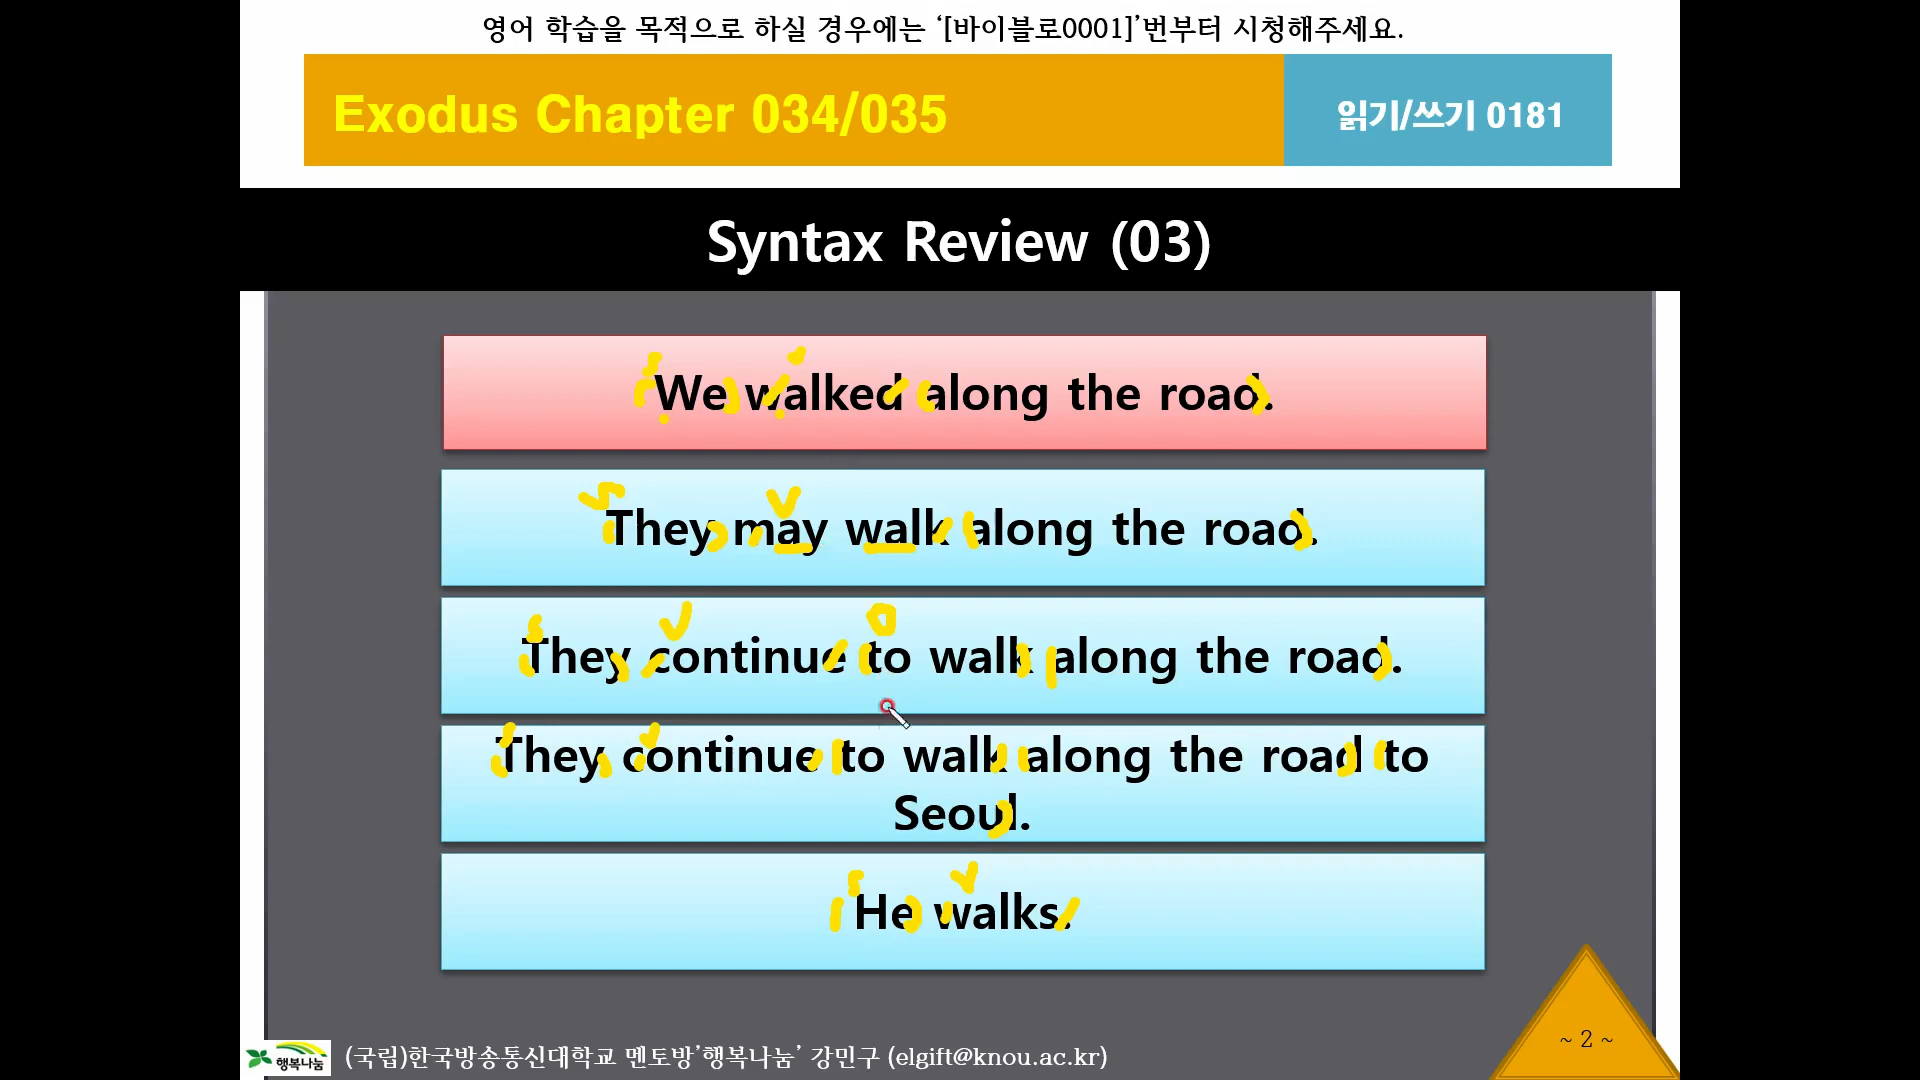 영어 학습을 목적으로 하실 경우에는 ‘[바이블로0001]’번부터 시청해주세요.
Exodus Chapter 034/035
읽기/쓰기 0181
Syntax Review (03)
We walked along the road.
They may walk along the road.
They continue to walk along the road.
They continue to walk along the road to
Seoul.
He walks.
~ 2 ~
행복나눔
(국립)한국방송통신대학교 멘토방’행복나눔’ 강민구 (elgift@knou.ac.kr)